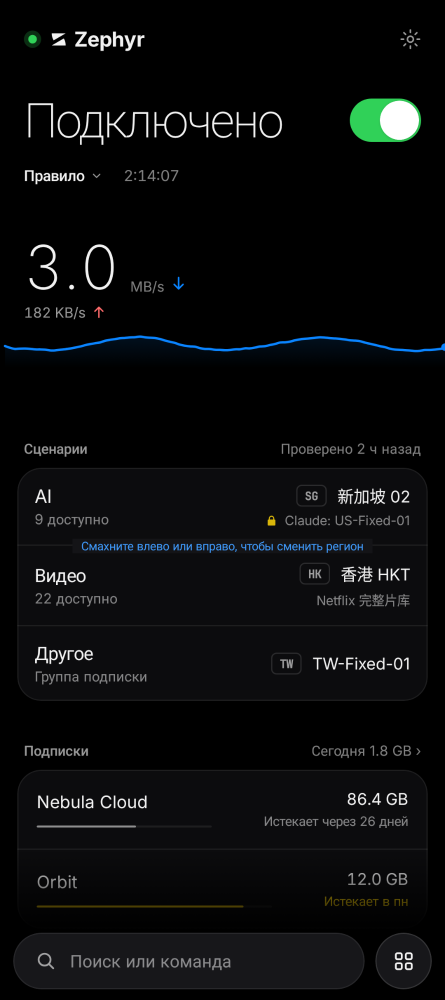 Zephyr
Подключено
Правило 2:14:07
3.0 MB/s ↓
182 KB/s ↑
Сценарии Проверено 2 ч назад
AI SG 新加坡 02
9 доступно Claude: US-Fixed-01
Смахните влево или вправо, чтобы сменить регион
Видео HK 香港 HKT
22 доступно Netflix 完整片库
Другое TW TW-Fixed-01
Группа подписки
Подписки Сегодня 1.8 GB ›
Nebula Cloud 86.4 GB
Истекает через 26 дней
Orbit 12.0 GB
Истекает в пн
Поиск или команда